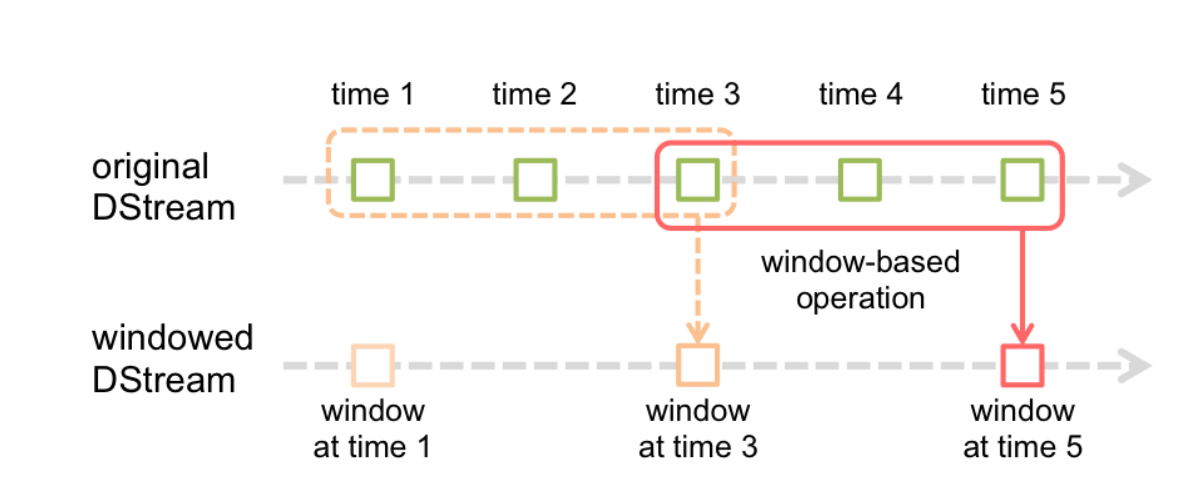 time 1
time 2
time 3
time 4
time 5
original
DStream
window-based
operation
windowed
DStream
window
at time 1
window
at time 3
window
at time 5